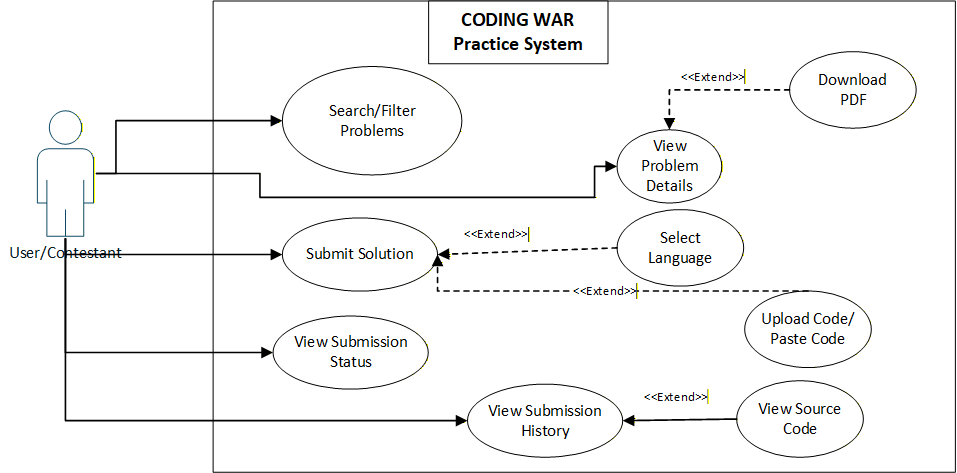 CODING WAR
Practice System
<<Extend>>
Download
PDF
Search/Filter
Problems
View
Problem
Details
User/Contestant
Submit Solution
<<Extend>>
Select
Language
<<Extend>>
Upload Code/
Paste Code
View Submission
Status
<<Extend>>
View Submission
History
View Source
Code